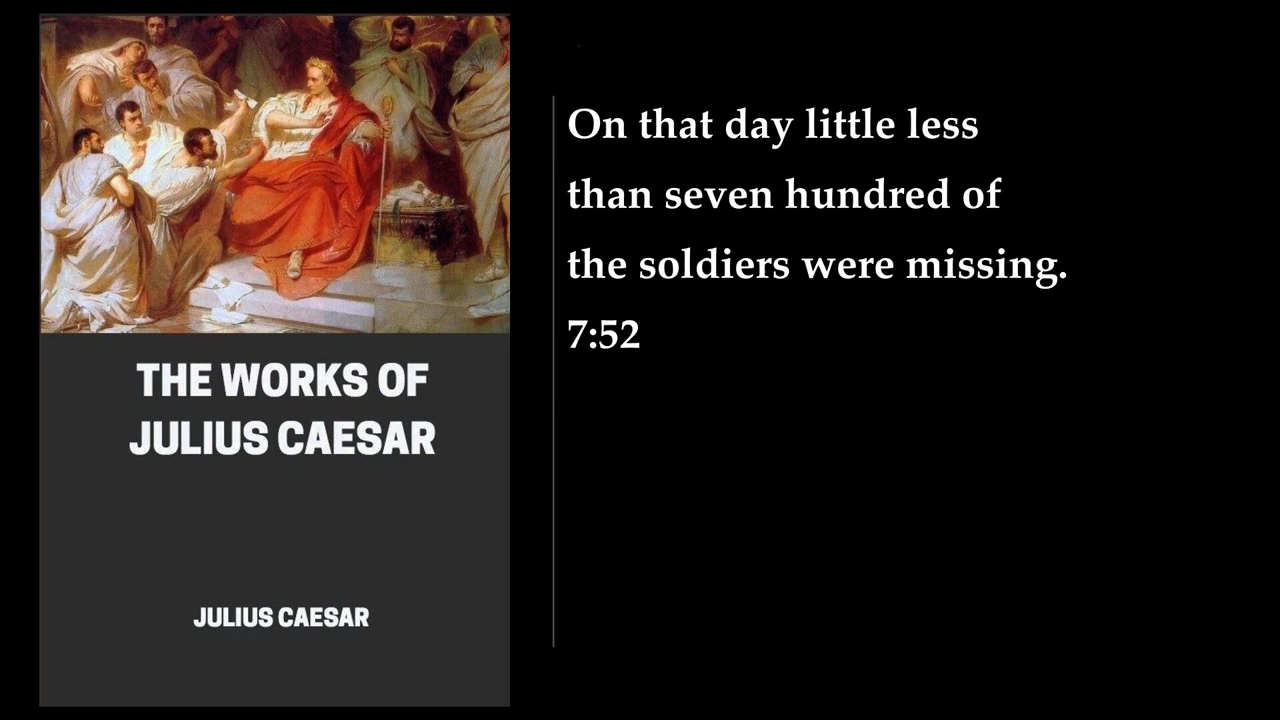 THE WORKS OF
JULIUS CAESAR
JULIUS CAESAR
On that day little less
than seven hundred of
the soldiers were missing.
7:52